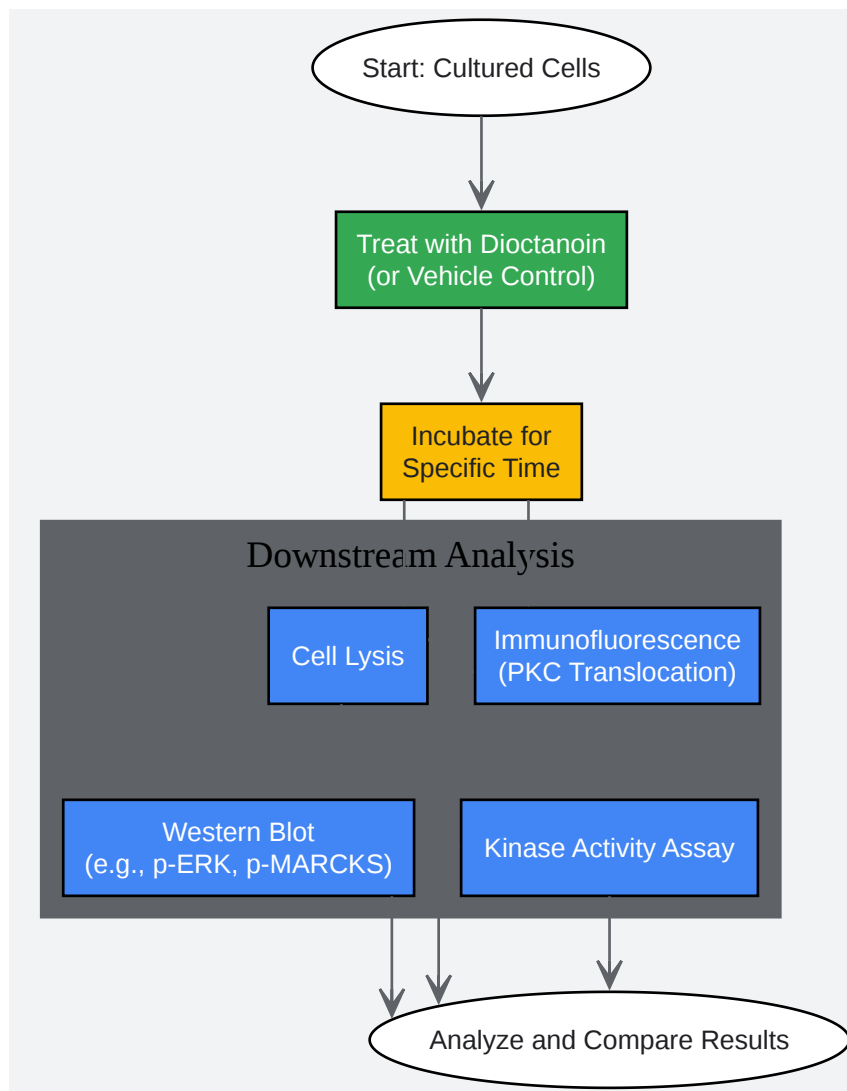 Start: Cultured Cells
Treat with Dioctanoin
(or Vehicle Control)
Incubate for
Specific Time
Downstream Analysis
Cell Lysis
Immunofluorescence
(PKC Translocation)
Western Blot
(e.g., p-ERK, p-MARCKS)
Kinase Activity Assay
Analyze and Compare Results